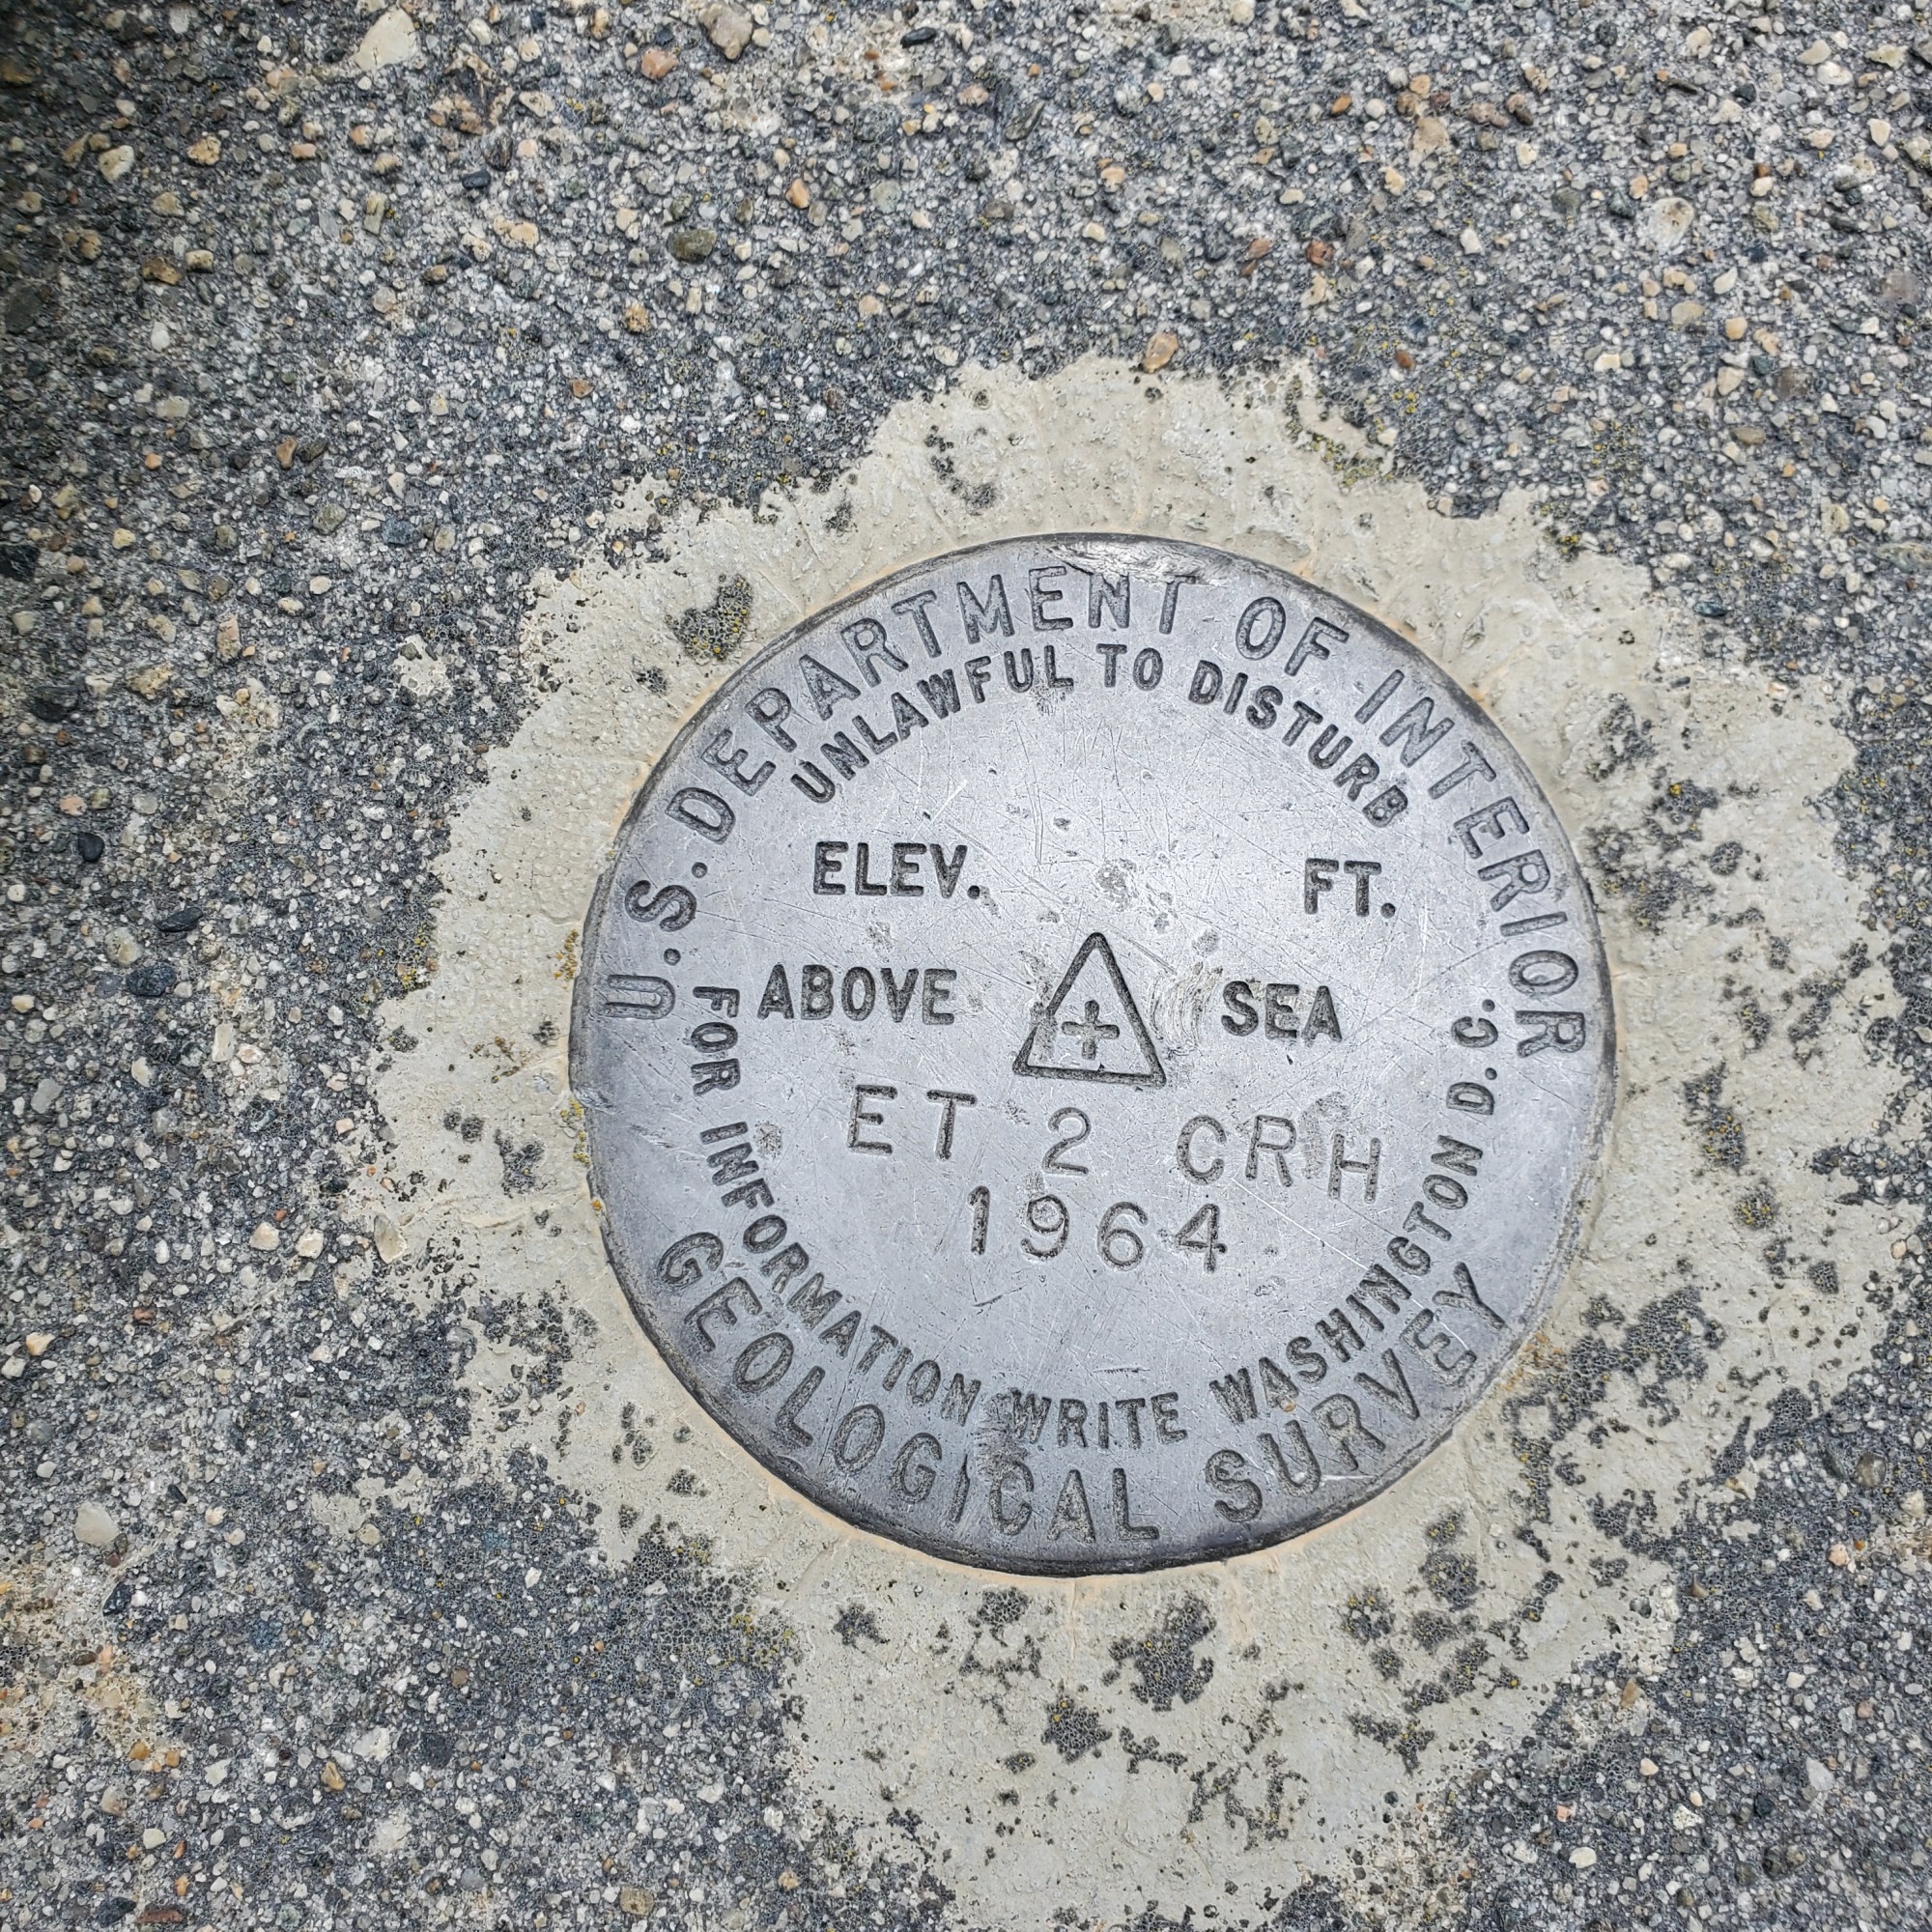 U.S. DEPARTMENT OF INTERIOR
UNLAWFUL TO DISTURB
ELEV. FT.
ABOVE SEA
ET 2 CRH
1964
FOR INFORMATION WRITE WASHINGTON D.C.
GEOLOGICAL SURVEY